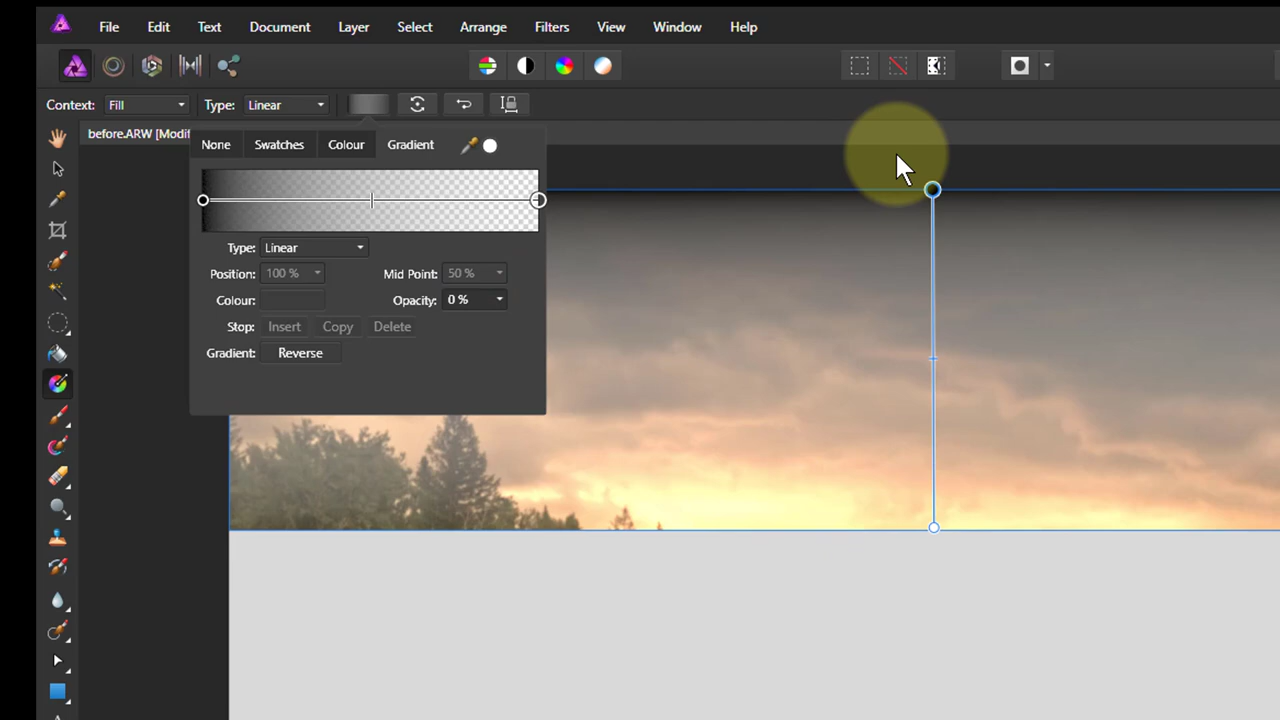 File Edit Text Document Layer Select Arrange Filters View Window Help
Context: Fill Type: Linear
before.ARW [Modif
None Swatches Colour Gradient
Type: Linear
Position: 100 % Mid Point: 50 %
Colour: Opacity: 0 %
Stop: Insert Copy Delete
Gradient: Reverse